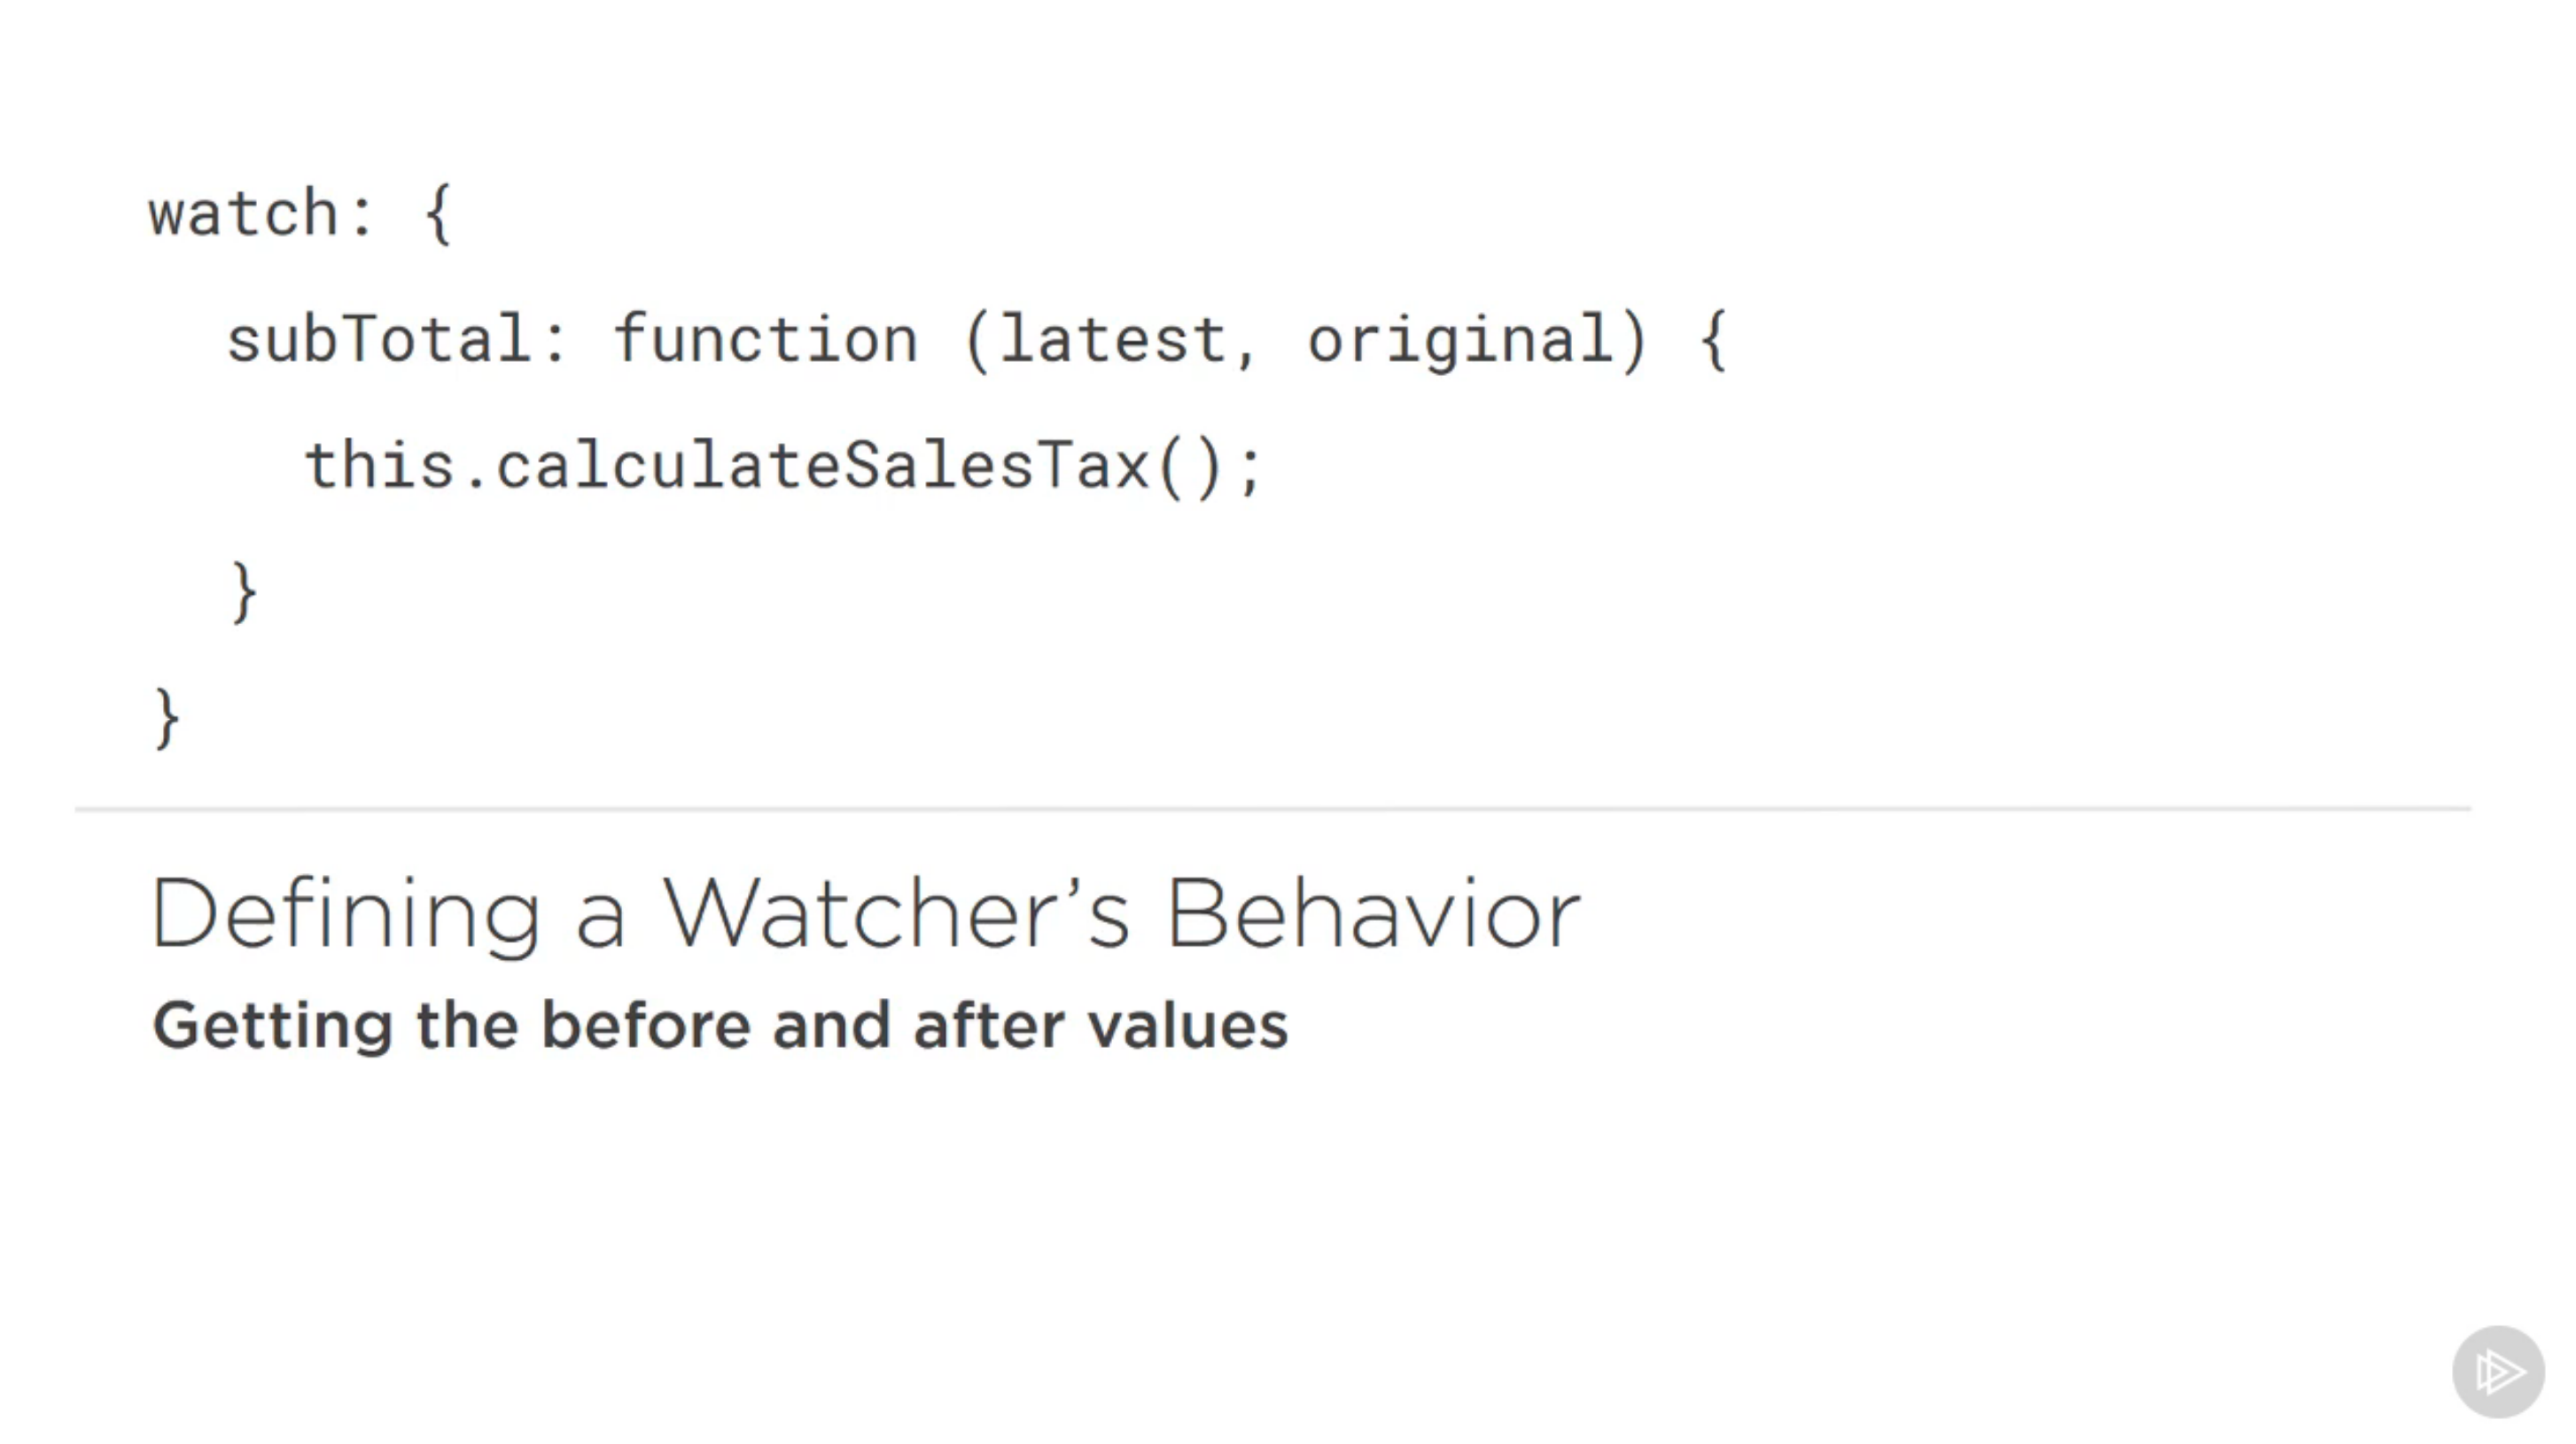 watch: {
  subTotal: function (latest, original) {
    this.calculateSalesTax();
  }
}
Defining a Watcher’s Behavior
Getting the before and after values